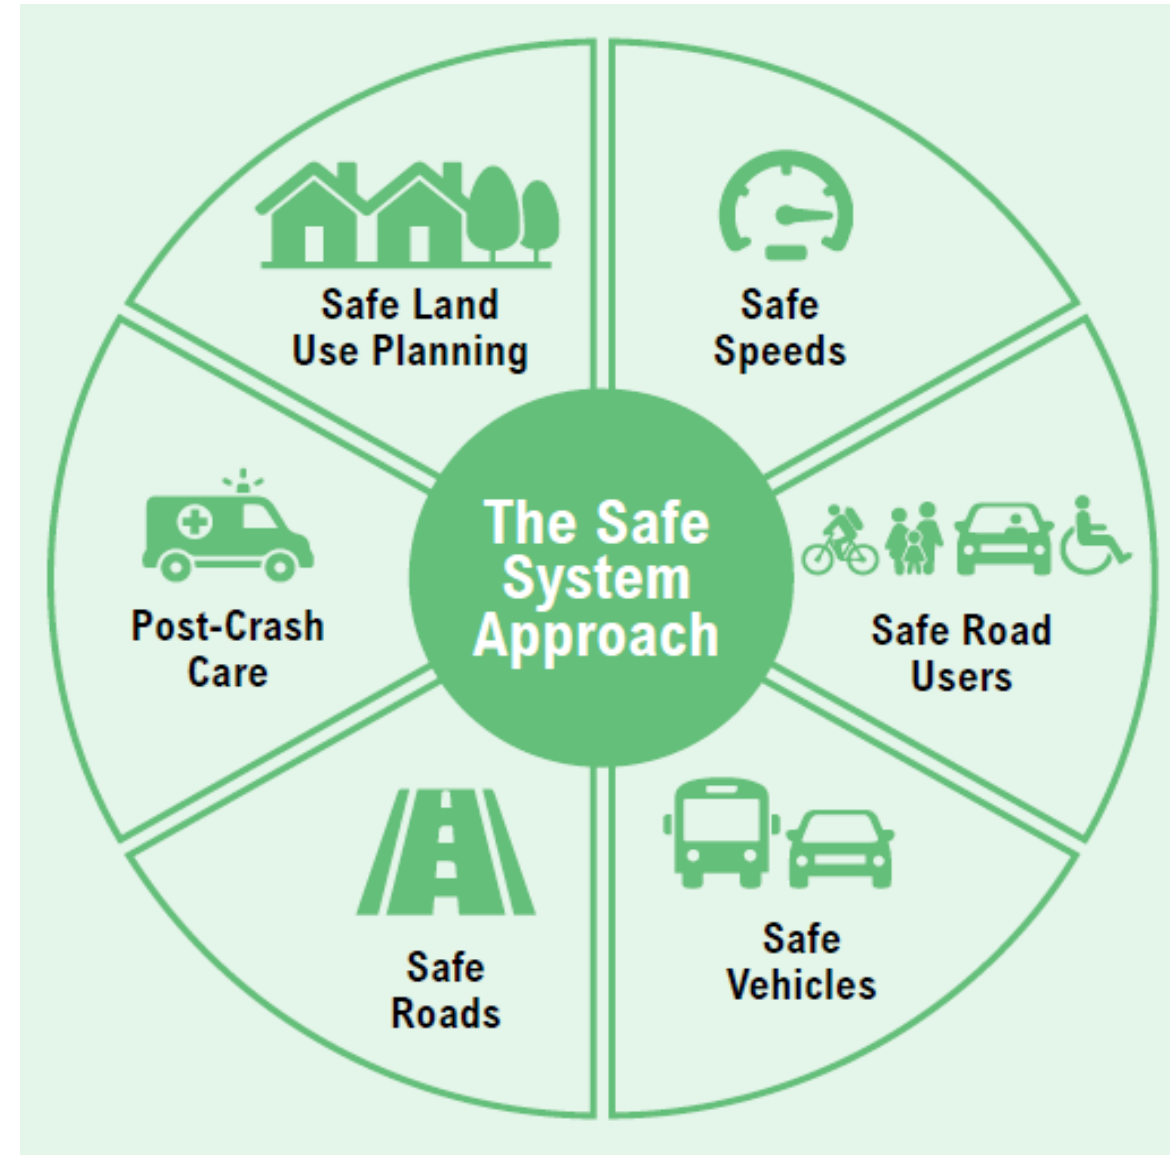 Safe Land
Use Planning
Safe
Speeds
The Safe
System
Approach
Post-Crash
Care
Safe Road
Users
Safe
Roads
Safe
Vehicles